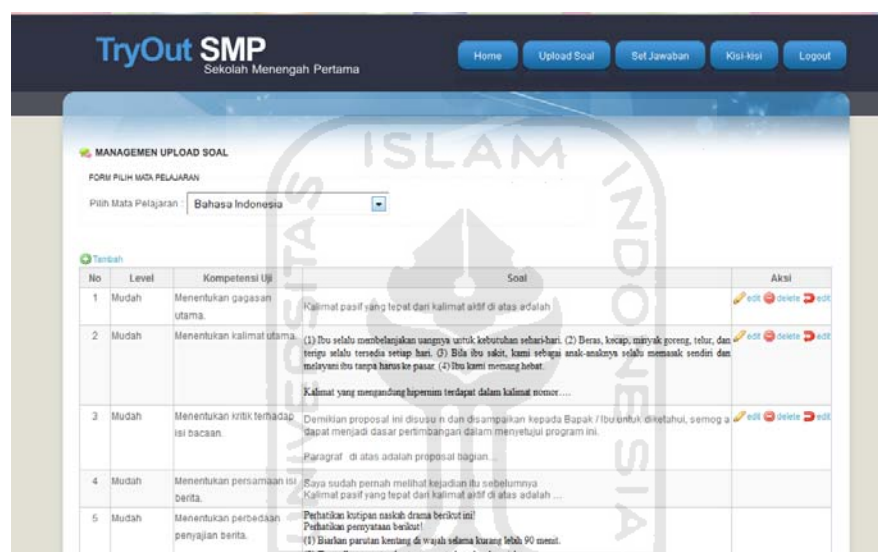 TryOut SMP
Sekolah Menengah Pertama
Home Upload Soal Set Jawaban Kisi-kisi Logout
MANAGEMEN UPLOAD SOAL
FORM PILIH MATA PELAJARAN
Pilih Mata Pelajaran : Bahasa Indonesia
Tambah
No Level Kompetensi Uji Soal Aksi
1 Mudah Menentukan gagasan utama. Kalimat pasif yang tepat dari kalimat aktif di atas adalah edit delete edit
2 Mudah Menentukan kalimat utama. (1) Ibu selalu membelanjakan uangnya untuk kebutuhan sehari-hari. (2) Beras, kecap, minyak goreng, telur, dan edit delete edit
terigu selalu tersedia setiap hari. (3) Bila ibu sakit, kami sebagai anak-anaknya selalu memasak sendiri dan
melayani ibu tanpa harus ke pasar. (4) Ibu kami memang hebat.
Kalimat yang mengandung hipernim terdapat dalam kalimat nomor....
3 Mudah Menentukan kritik terhadap isi bacaan. Demikian proposal ini disusu n dan disampaikan kepada Bapak / Ibu untuk diketahui, semog a edit delete edit
dapat menjadi dasar pertimbangan dalam menyetujui program ini.
Paragraf di atas adalah proposal bagian...
4 Mudah Menentukan persamaan isi berita. Saya sudah pernah melihat kejadian itu sebelumnya
Kalimat pasif yang tepat dari kalimat aktif di atas adalah ...
5 Mudah Menentukan perbedaan penyajian berita. Perhatikan kutipan naskah drama berikut ini!
Perhatikan pernyataan berikut!
(1) Biarkan parutan kentang di wajah selama kurang lebih 90 menit.
UNIVERSITAS ISLAM INDONESIA